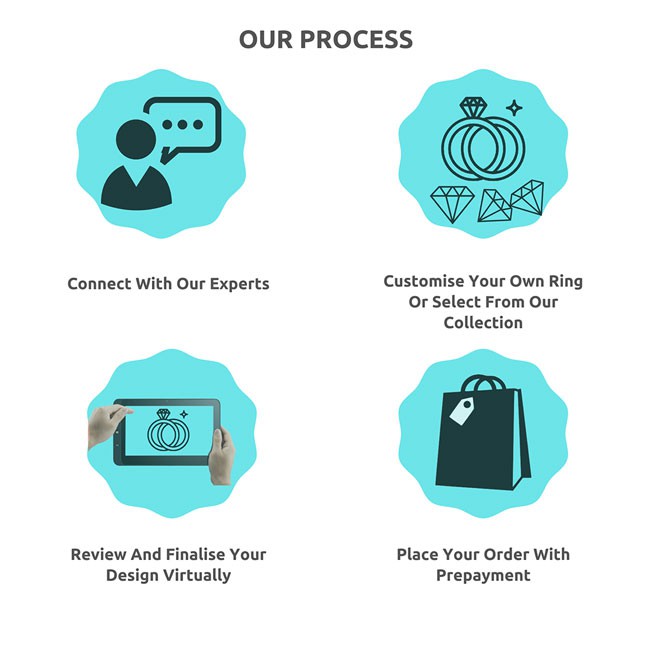 OUR PROCESS
Connect With Our Experts
Customise Your Own Ring
Or Select From Our
Collection
Review And Finalise Your
Design Virtually
Place Your Order With
Prepayment